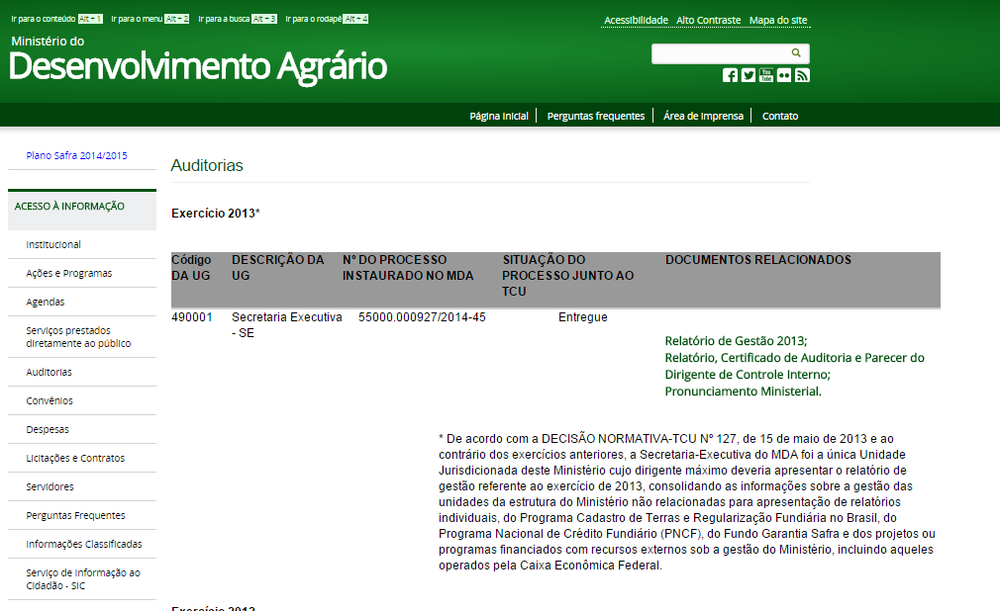 Ir para o conteúdo Alt + 1 Ir para o menu Alt + 2 Ir para a busca Alt + 3 Ir para o rodapé Alt + 4
Acessibilidade Alto Contraste Mapa do site
Ministério do
Desenvolvimento Agrário
You Tube
Página Inicial Perguntas frequentes Área de Imprensa Contato
Plano Safra 2014/2015
ACESSO À INFORMAÇÃO
Institucional
Ações e Programas
Agendas
Serviços prestados
diretamente ao público
Auditorias
Convênios
Despesas
Licitações e Contratos
Servidores
Perguntas Frequentes
Informações Classificadas
Serviço de Informação ao
Cidadão - SIC
Auditorias
Exercício 2013*
Código DESCRIÇÃO DA Nº DO PROCESSO SITUAÇÃO DO DOCUMENTOS RELACIONADOS
DA UG UG INSTAURADO NO MDA PROCESSO JUNTO AO
TCU
490001 Secretaria Executiva 55000.000927/2014-45 Entregue
- SE
Relatório de Gestão 2013;
Relatório, Certificado de Auditoria e Parecer do
Dirigente de Controle Interno;
Pronunciamento Ministerial.
* De acordo com a DECISÃO NORMATIVA-TCU Nº 127, de 15 de maio de 2013 e ao
contrário dos exercícios anteriores, a Secretaria-Executiva do MDA foi a única Unidade
Jurisdicionada deste Ministério cujo dirigente máximo deveria apresentar o relatório de
gestão referente ao exercício de 2013, consolidando as informações sobre a gestão das
unidades da estrutura do Ministério não relacionadas para apresentação de relatórios
individuais, do Programa Cadastro de Terras e Regularização Fundiária no Brasil, do
Programa Nacional de Crédito Fundiário (PNCF), do Fundo Garantia Safra e dos projetos ou
programas financiados com recursos externos sob a gestão do Ministério, incluindo aqueles
operados pela Caixa Econômica Federal.
Exercício 2012